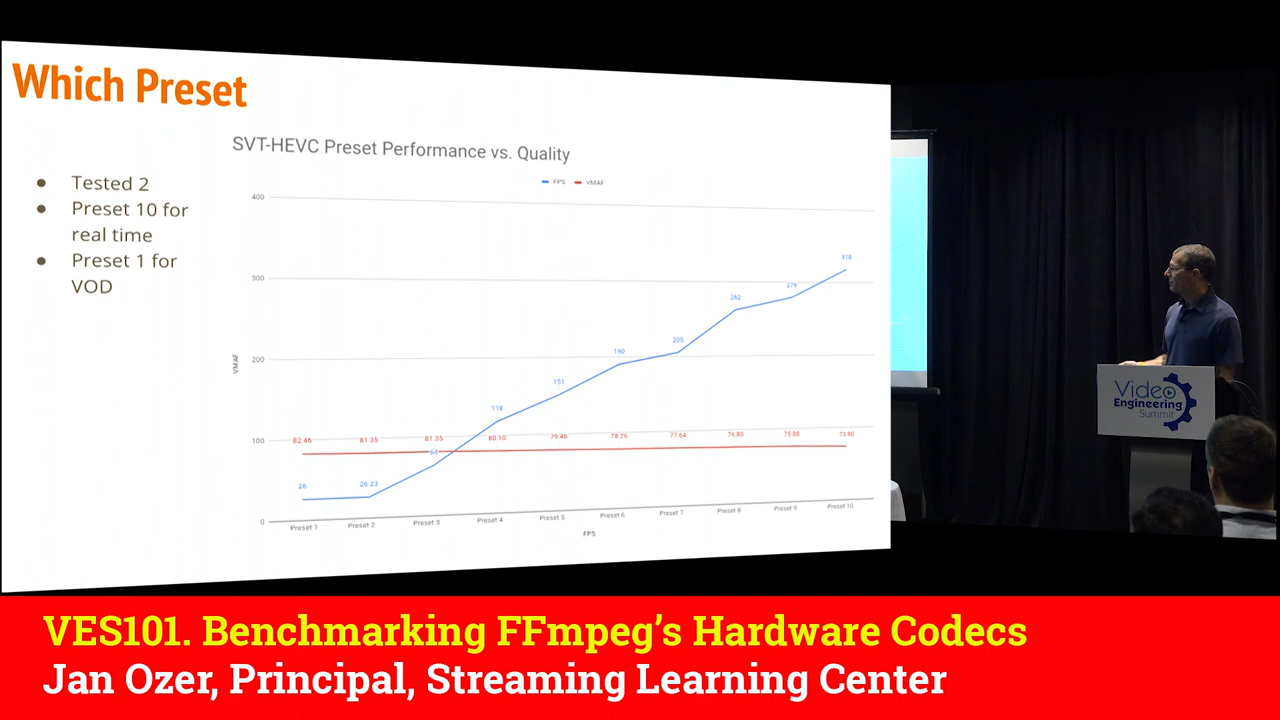 Which Preset
Tested 2
Preset 10 for
real time
Preset 1 for
VOD
SVT-HEVC Preset Performance vs. Quality
FPS VMAF
400
300
200
100
0
VMAF
82.46 81.35 81.35 80.10 79.46 78.26 77.64 76.80 75.88 73.80
26 26.23 64 118 151 190 205 262 279 318
Preset 1 Preset 2 Preset 3 Preset 4 Preset 5 Preset 6 Preset 7 Preset 8 Preset 9 Preset 10
FPS
Video
Engineering
Summit
VES101. Benchmarking FFmpeg’s Hardware Codecs
Jan Ozer, Principal, Streaming Learning Center